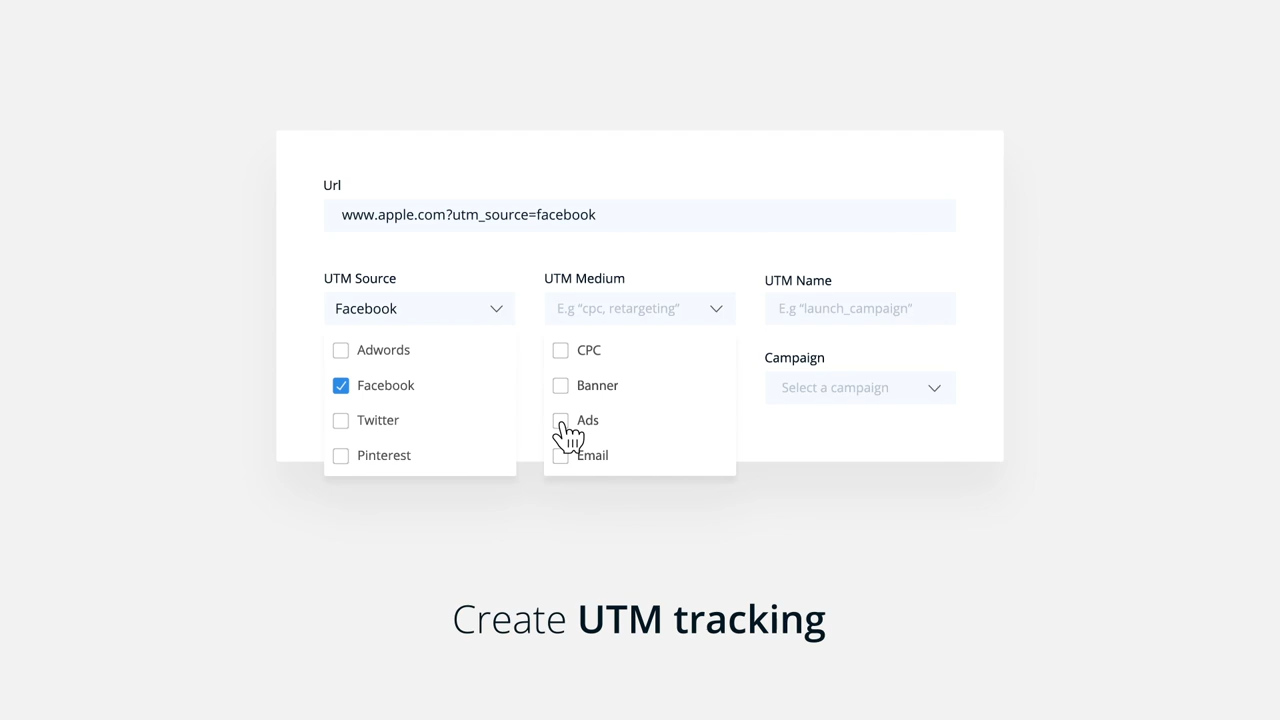 Url
www.apple.com?utm_source=facebook
UTM Source
UTM Medium
UTM Name
Facebook
E.g “cpc, retargeting”
E.g “launch_campaign”
Adwords
CPC
Campaign
Facebook
Banner
Select a campaign
Twitter
Ads
Pinterest
Email
Create UTM tracking